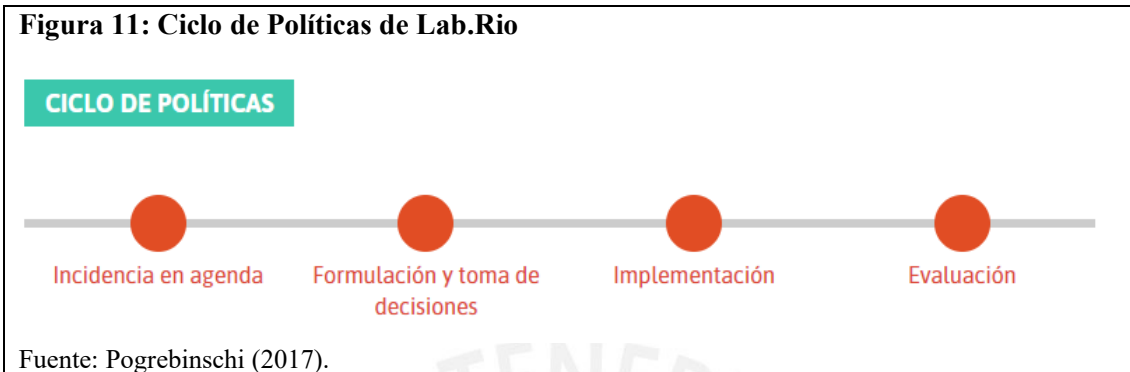 Figura 11: Ciclo de Políticas de Lab.Rio
CICLO DE POLÍTICAS
Incidencia en agenda
Formulación y toma de
decisiones
Implementación
Evaluación
Fuente: Pogrebinschi (2017).
TENEB